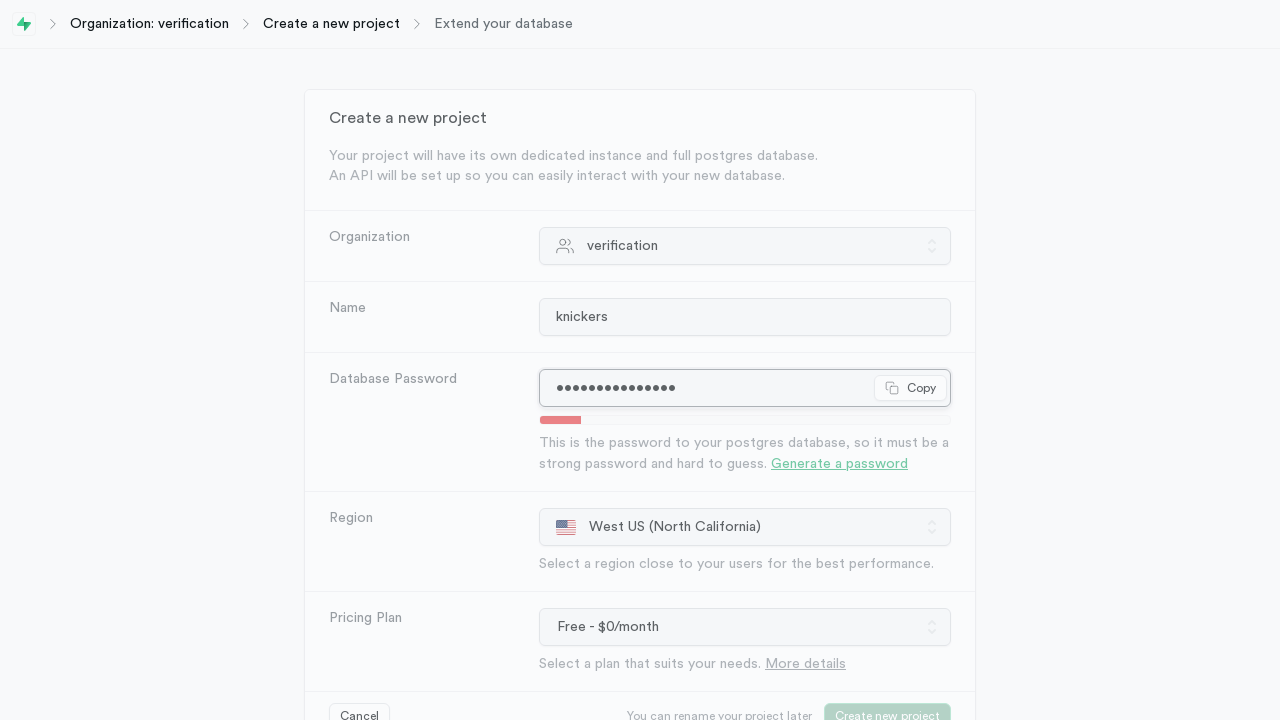 Organization: verification
Create a new project
Extend your database
Create a new project
Your project will have its own dedicated instance and full postgres database.
An API will be set up so you can easily interact with your new database.
Organization
verification
Name
knickers
Database Password
•••••••••••••••
Copy
This is the password to your postgres database, so it must be a
strong password and hard to guess. Generate a password
Region
West US (North California)
Select a region close to your users for the best performance.
Pricing Plan
Free - $0/month
Select a plan that suits your needs. More details
Cancel
You can rename your project later
Create new project